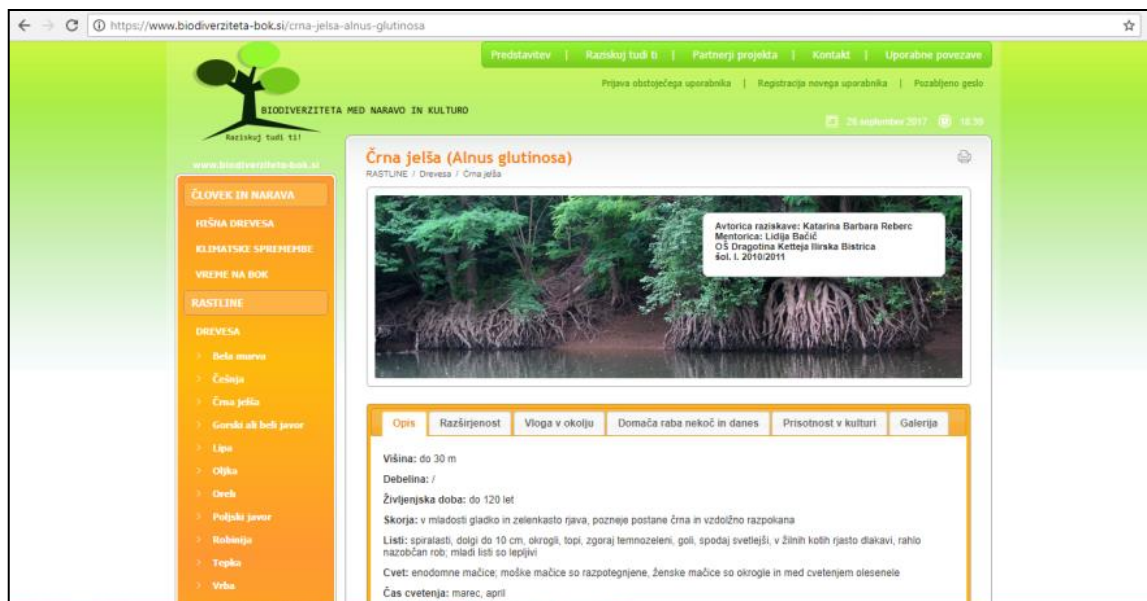 https://www.biodiverziteta-bok.si/crna-jelsa-alnus-glutinosa
Predstavitev | Raziskuj tudi ti | Partnerji projekta | Kontakt | Uporabne povezave
Prijava obstoječega uporabnika | Registracija novega uporabnika | Pozabljeno geslo
BIODIVERZITETA MED NARAVO IN KULTURO
Raziskuj tudi ti!
26 september 2017 18:39
www.biodiverziteta-bok.si
ČLOVEK IN NARAVA
HIŠNA DREVESA
KLIMATSKE SPREMEMBE
VREME NA BOK
RASTLINE
DREVESA
Bela murva
Češnja
Črna jelša
Gorski ali beli javor
Lipa
Oljka
Oreh
Poljski javor
Robinija
Tepka
Vrba
Črna jelša (Alnus glutinosa)
RASTLINE / Drevesa / Črna jelša
Avtorica raziskave: Katarina Barbara Reberc
Mentorica: Lidija Bačič
OŠ Dragotina Ketteja Ilirska Bistrica
šol. l. 2010/2011
Opis Razširjenost Vloga v okolju Domača raba nekoč in danes Prisotnost v kulturi Galerija
Višina: do 30 m
Debelina: /
Življenjska doba: do 120 let
Skorja: v mladosti gladko in zelenkasto rjava, pozneje postane črna in vzdolžno razpokana
Listi: spiralasti, dolgi do 10 cm, okrogli, topi, zgoraj temnozeleni, goli, spodaj svetlejši, v žilnih kotih rjasto dlakavi, rahlo
nazobčan rob; mladi listi so lepljivi
Cvet: enodomne mačice; moške mačice so razpotegnjene, ženske mačice so okrogle in med cvetenjem olesenele
Čas cvetenja: marec, april